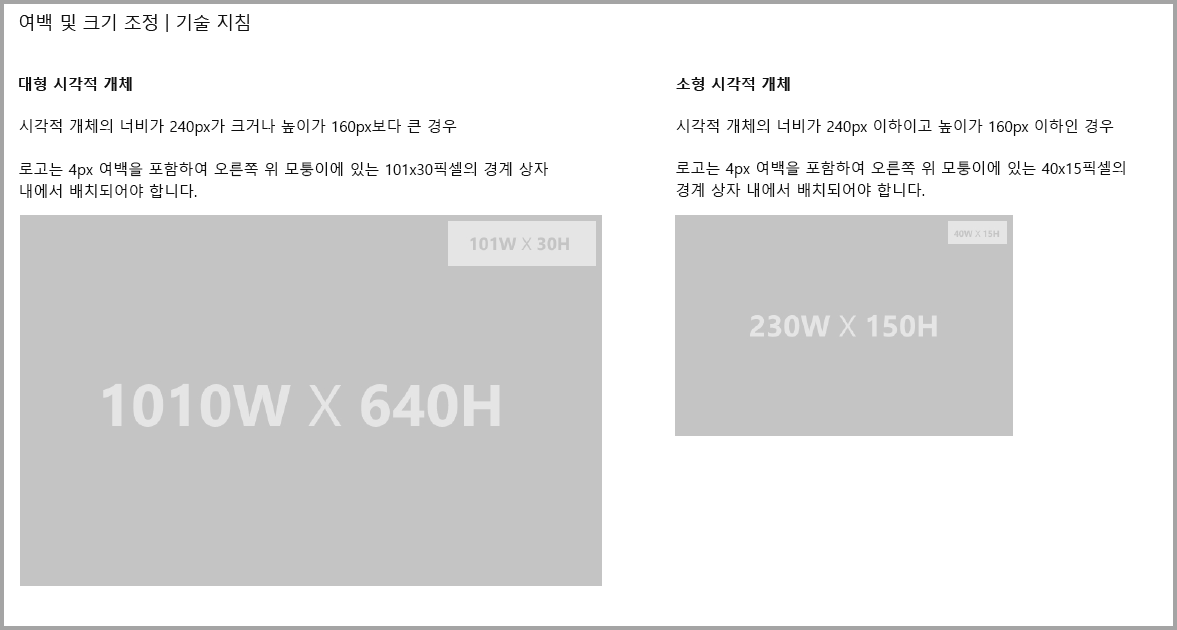 여백 및 크기 조정 | 기술 지침
대형 시각적 개체
시각적 개체의 너비가 240px가 크거나 높이가 160px보다 큰 경우
로고는 4px 여백을 포함하여 오른쪽 위 모퉁이에 있는 101x30픽셀의 경계 상자
내에서 배치되어야 합니다.
101W X 30H
1010W X 640H
소형 시각적 개체
시각적 개체의 너비가 240px 이하이고 높이가 160px 이하인 경우
로고는 4px 여백을 포함하여 오른쪽 위 모퉁이에 있는 40x15픽셀의
경계 상자 내에서 배치되어야 합니다.
40W X 15H
230W X 150H